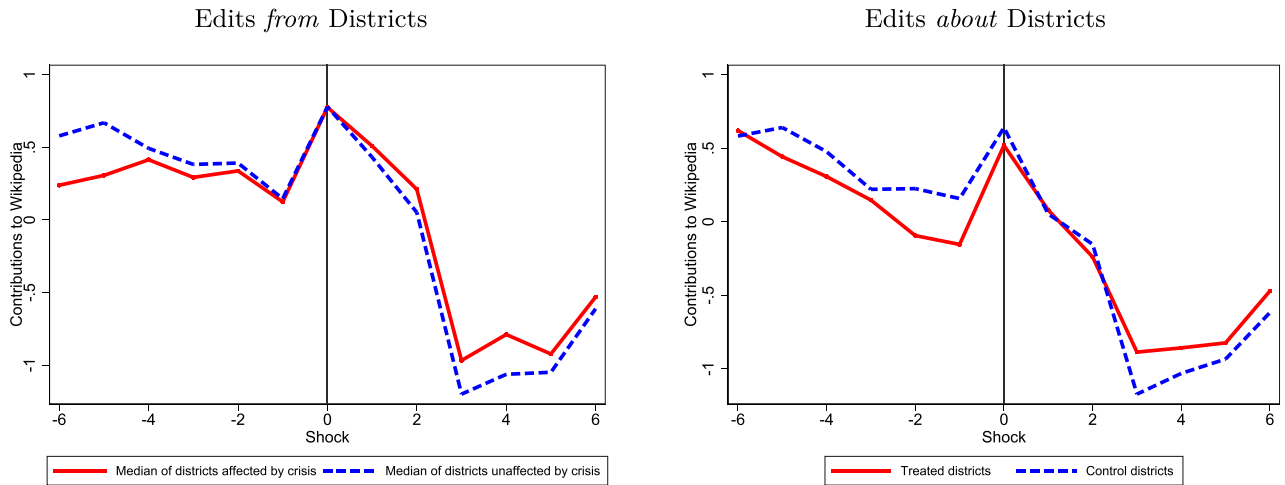 Edits from Districts
Contributions to Wikipedia
1
.5
0
-.5
-1
-6 -4 -2 0 2 4 6
Shock
Median of districts affected by crisis Median of districts unaffected by crisis
Edits about Districts
Contributions to Wikipedia
1
.5
0
-.5
-1
-6 -4 -2 0 2 4 6
Shock
Treated districts Control districts